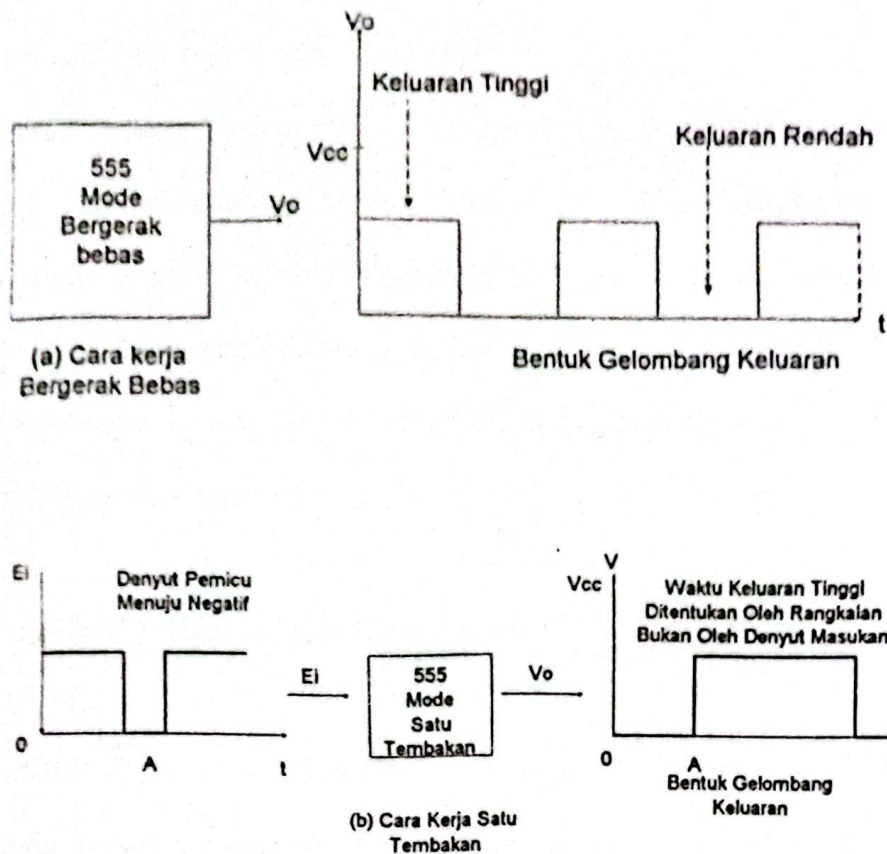 Vo
Keluaran Tinggi
Keluaran Rendah
Vcc
555
Mode
Bergerak
bebas
Vo
t
(a) Cara kerja
Bergerak Bebas
Bentuk Gelombang Keluaran
Ei
Denyut Pemicu
Menuju Negatif
0
A
t
Ei
555
Mode
Satu
Tembakan
Vo
V
Vcc
Waktu Keluaran Tinggi
Ditentukan Oleh Rangkaian
Bukan Oleh Denyut Masukan
0
A
Bentuk Gelombang
Keluaran
(b) Cara Kerja Satu
Tembakan